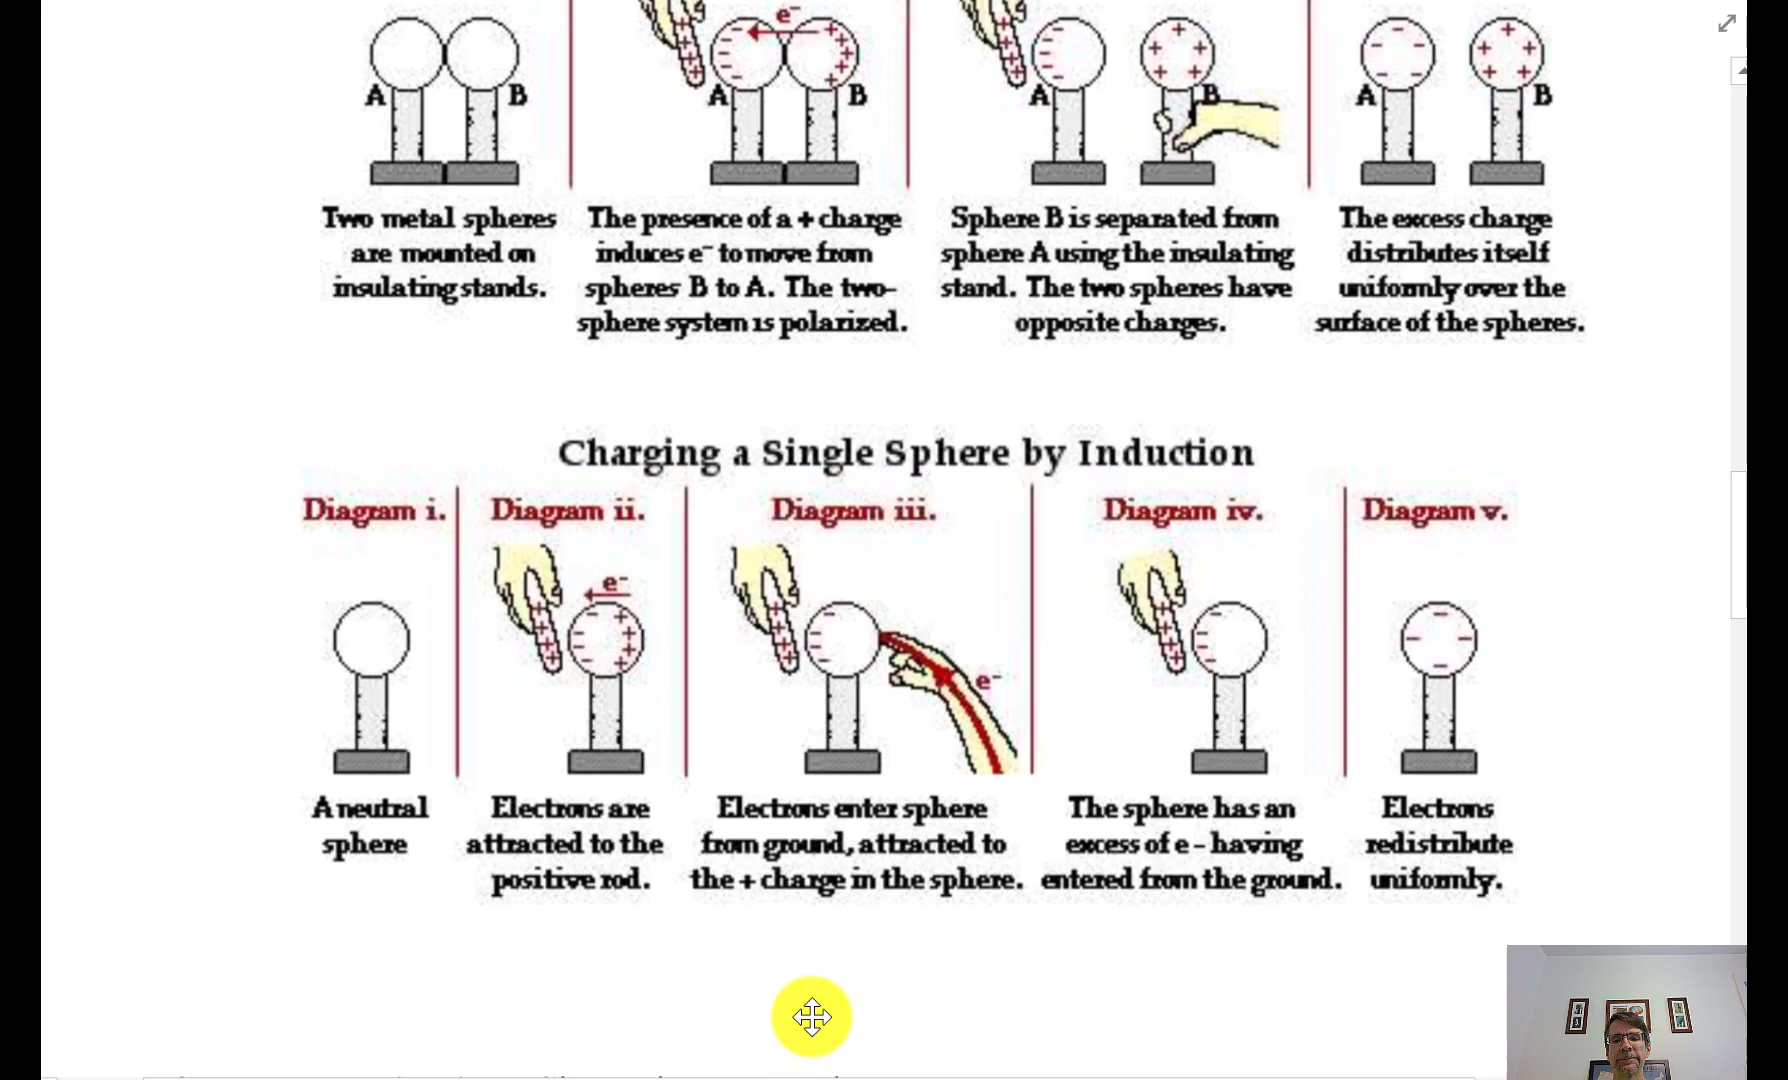 e⁻
A B
A B
A B
A B
Two metal spheres
are mounted on
insulating stands.
The presence of a + charge
induces e⁻ to move from
spheres B to A. The two-
sphere system is polarized.
Sphere B is separated from
sphere A using the insulating
stand. The two spheres have
opposite charges.
The excess charge
distributes itself
uniformly over the
surface of the spheres.
Charging a Single Sphere by Induction
Diagram i.
Diagram ii.
Diagram iii.
Diagram iv.
Diagram v.
e⁻
e⁻
A neutral
sphere
Electrons are
attracted to the
positive rod.
Electrons enter sphere
from ground, attracted to
the + charge in the sphere.
The sphere has an
excess of e - having
entered from the ground.
Electrons
redistribute
uniformly.